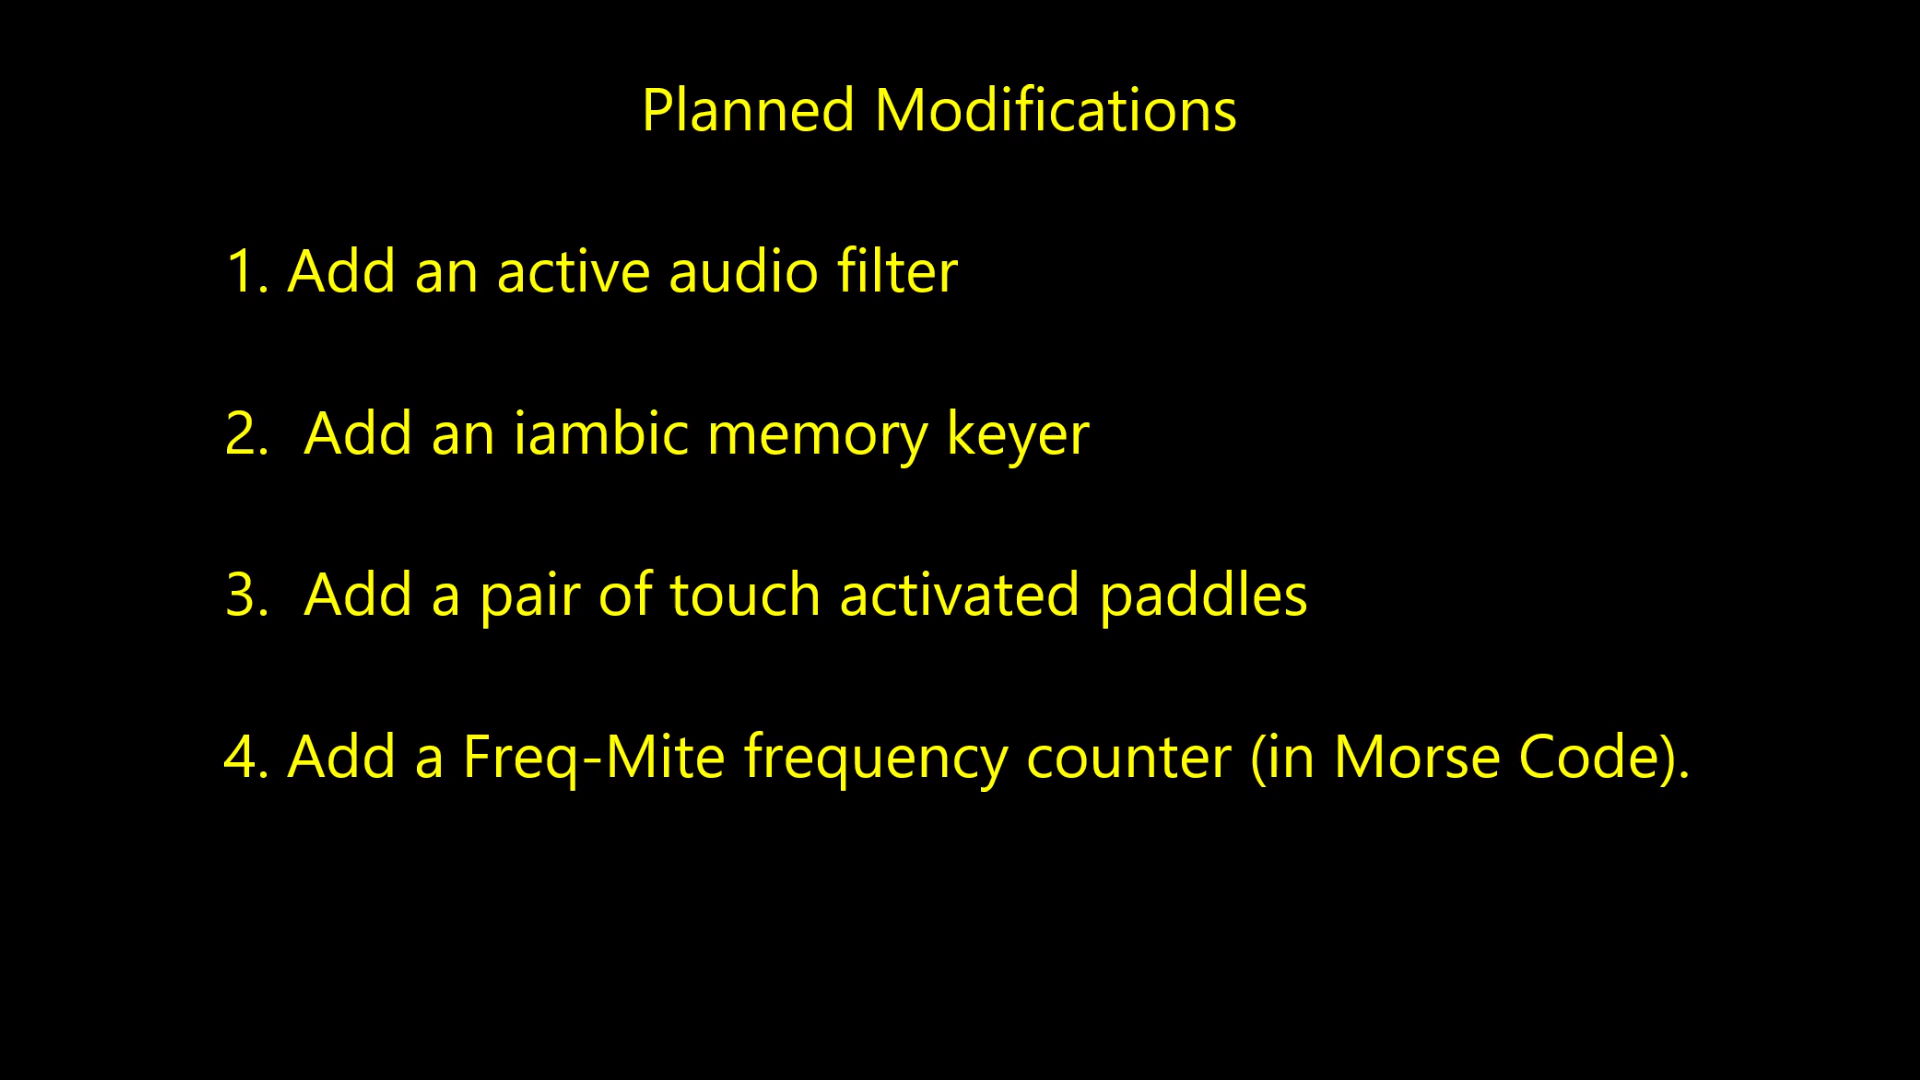 Planned Modifications
1. Add an active audio filter
2.  Add an iambic memory keyer
3.  Add a pair of touch activated paddles
4. Add a Freq-Mite frequency counter (in Morse Code).